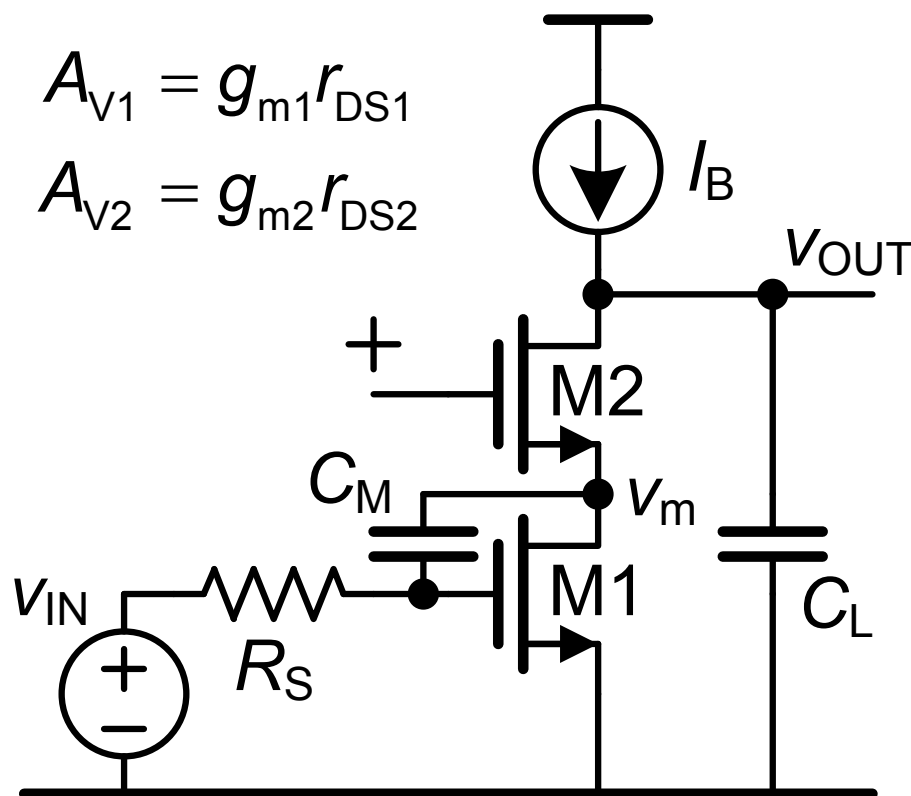 A_V1 = g_m1 r_DS1
A_V2 = g_m2 r_DS2
I_B
v_OUT
+
M2
C_M
v_m
v_IN
M1
C_L
R_S
+
−